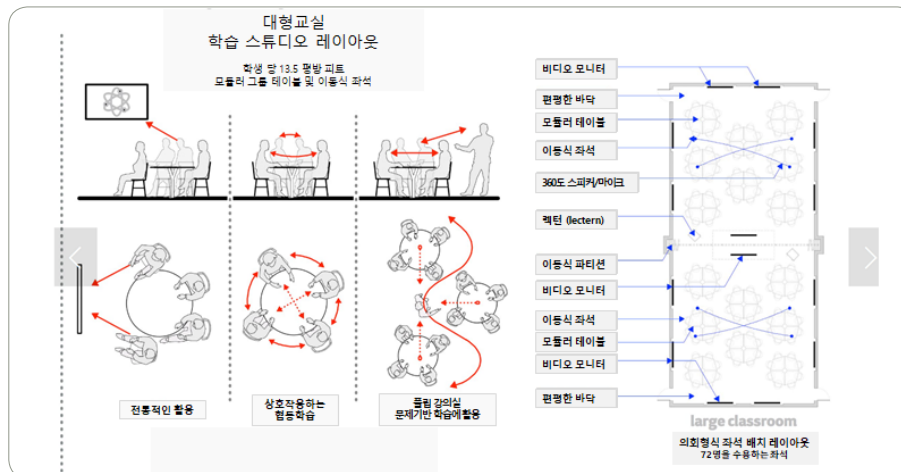 대형교실
학습 스튜디오 레이아웃
학생 당 13.5 평방 피트
모듈러 그룹 테이블 및 이동식 좌석
전통적인 활용
상호작용하는
협동학습
플립 강의실
문제기반 학습에 활용
비디오 모니터
편평한 바닥
모듈러 테이블
이동식 좌석
360도 스피커/마이크
렉턴 (lectern)
이동식 파티션
비디오 모니터
이동식 좌석
모듈러 테이블
비디오 모니터
편평한 바닥
large classroom
의회형식 좌석 배치 레이아웃
72명을 수용하는 좌석